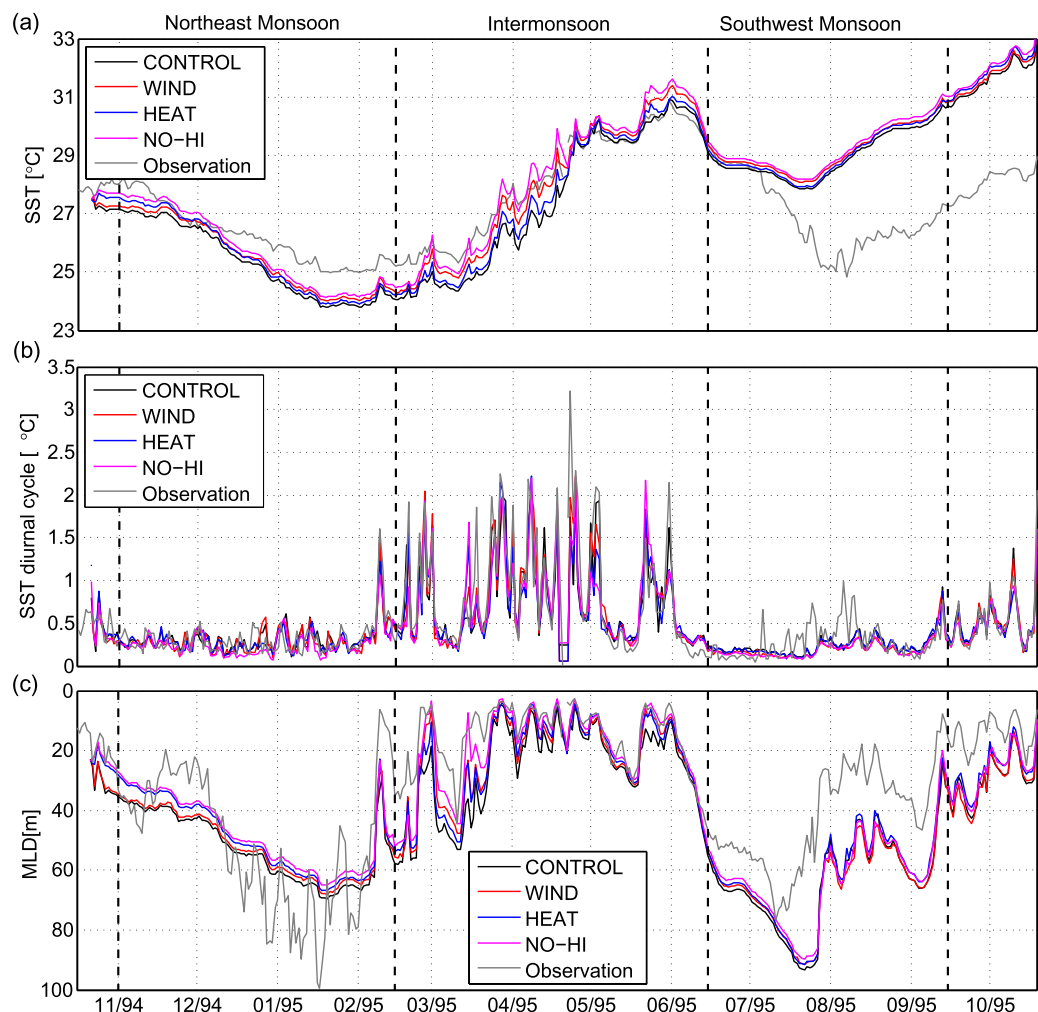 (a) Northeast Monsoon Intermonsoon Southwest Monsoon
33
31
29
27
25
23
SST [°C]
CONTROL
WIND
HEAT
NO−HI
Observation
(b)
3.5
3
2.5
2
1.5
1
0.5
0
SST diurnal cycle[ °C]
CONTROL
WIND
HEAT
NO−HI
Observation
(c)
0
20
40
60
80
100
MLD[m]
CONTROL
WIND
HEAT
NO−HI
Observation
11/94 12/94 01/95 02/95 03/95 04/95 05/95 06/95 07/95 08/95 09/95 10/95